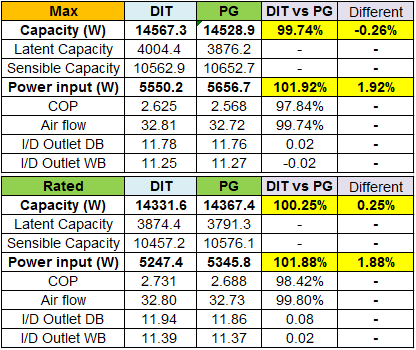 Max DIT PG DIT vs PG Different
Capacity (W) 14567.3 14528.9 99.74% -0.26%
Latent Capacity 4004.4 3876.2 - -
Sensible Capacity 10562.9 10652.7 - -
Power input (W) 5550.2 5656.7 101.92% 1.92%
COP 2.625 2.568 97.84% -
Air flow 32.81 32.72 99.74% -
I/D Outlet DB 11.78 11.76 0.02 -
I/D Outlet WB 11.25 11.27 -0.02 -
Rated DIT PG DIT vs PG Different
Capacity (W) 14331.6 14367.4 100.25% 0.25%
Latent Capacity 3874.4 3791.3 - -
Sensible Capacity 10457.2 10576.1 - -
Power input (W) 5247.4 5345.8 101.88% 1.88%
COP 2.731 2.688 98.42% -
Air flow 32.80 32.73 99.80% -
I/D Outlet DB 11.94 11.86 0.08 -
I/D Outlet WB 11.39 11.37 0.02 -